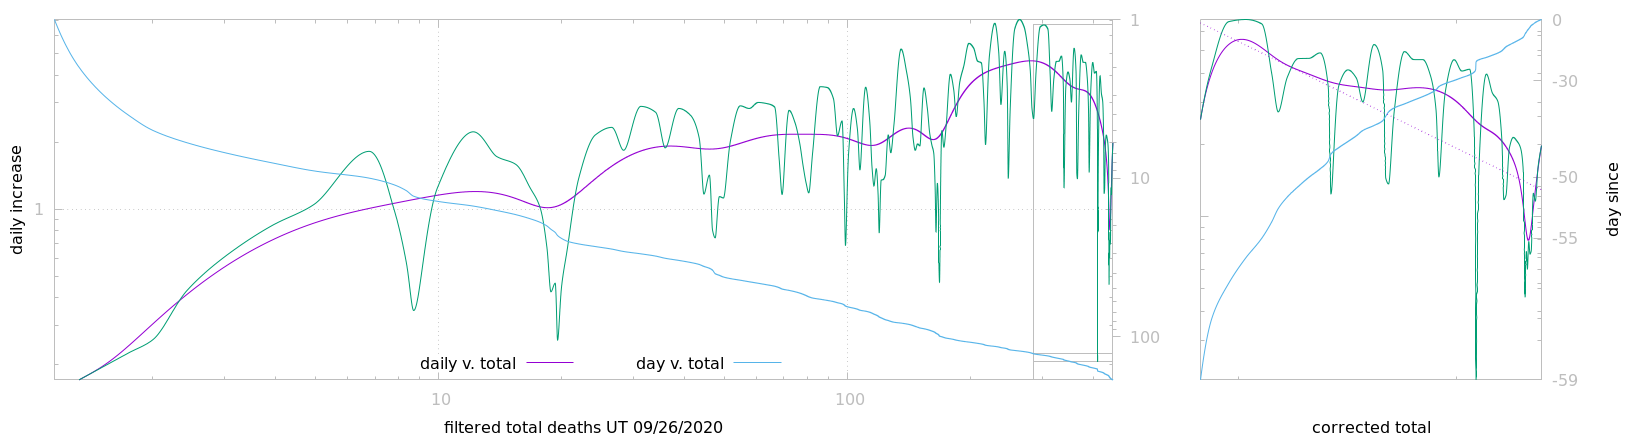 daily increase
1
10
100
filtered total deaths UT 09/26/2020
daily v. total
day v. total
1
10
100
0
-30
-50
-55
-59
day since
corrected total